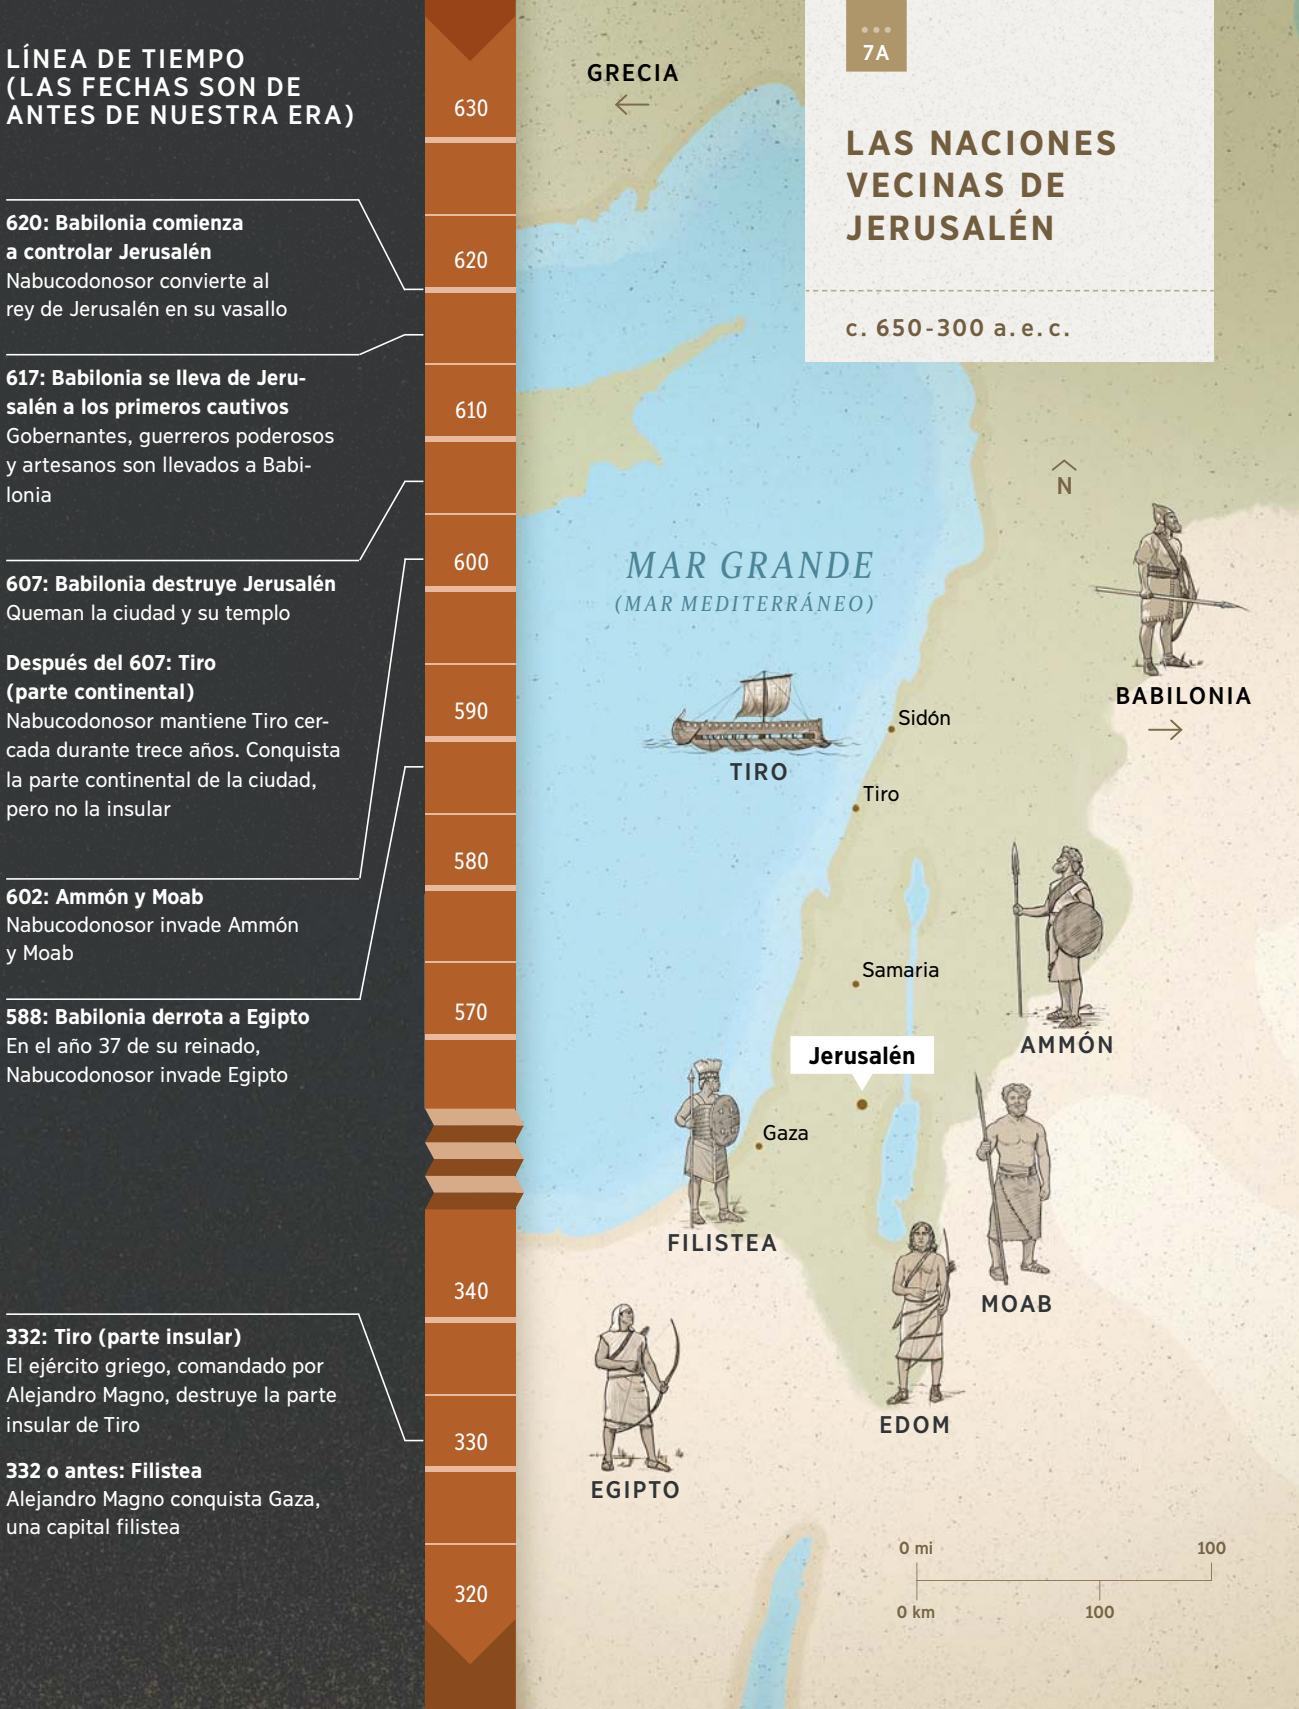 LÍNEA DE TIEMPO
(LAS FECHAS SON DE
ANTES DE NUESTRA ERA)
620: Babilonia comienza
a controlar Jerusalén
Nabucodonosor convierte al
rey de Jerusalén en su vasallo
617: Babilonia se lleva de Jeru-
salén a los primeros cautivos
Gobernantes, guerreros poderosos
y artesanos son llevados a Babi-
lonia
607: Babilonia destruye Jerusalén
Queman la ciudad y su templo
Después del 607: Tiro
(parte continental)
Nabucodonosor mantiene Tiro cer-
cada durante trece años. Conquista
la parte continental de la ciudad,
pero no la insular
602: Ammón y Moab
Nabucodonosor invade Ammón
y Moab
588: Babilonia derrota a Egipto
En el año 37 de su reinado,
Nabucodonosor invade Egipto
332: Tiro (parte insular)
El ejército griego, comandado por
Alejandro Magno, destruye la parte
insular de Tiro
332 o antes: Filistea
Alejandro Magno conquista Gaza,
una capital filistea
630
620
610
600
590
580
570
340
330
320
7A
LAS NACIONES
VECINAS DE
JERUSALÉN
c. 650-300 a.e.c.
GRECIA
N
MAR GRANDE
(MAR MEDITERRÁNEO)
BABILONIA
Sidón
TIRO
Tiro
Samaria
AMMÓN
Jerusalén
Gaza
FILISTEA
MOAB
EDOM
EGIPTO
0 mi 100
0 km 100